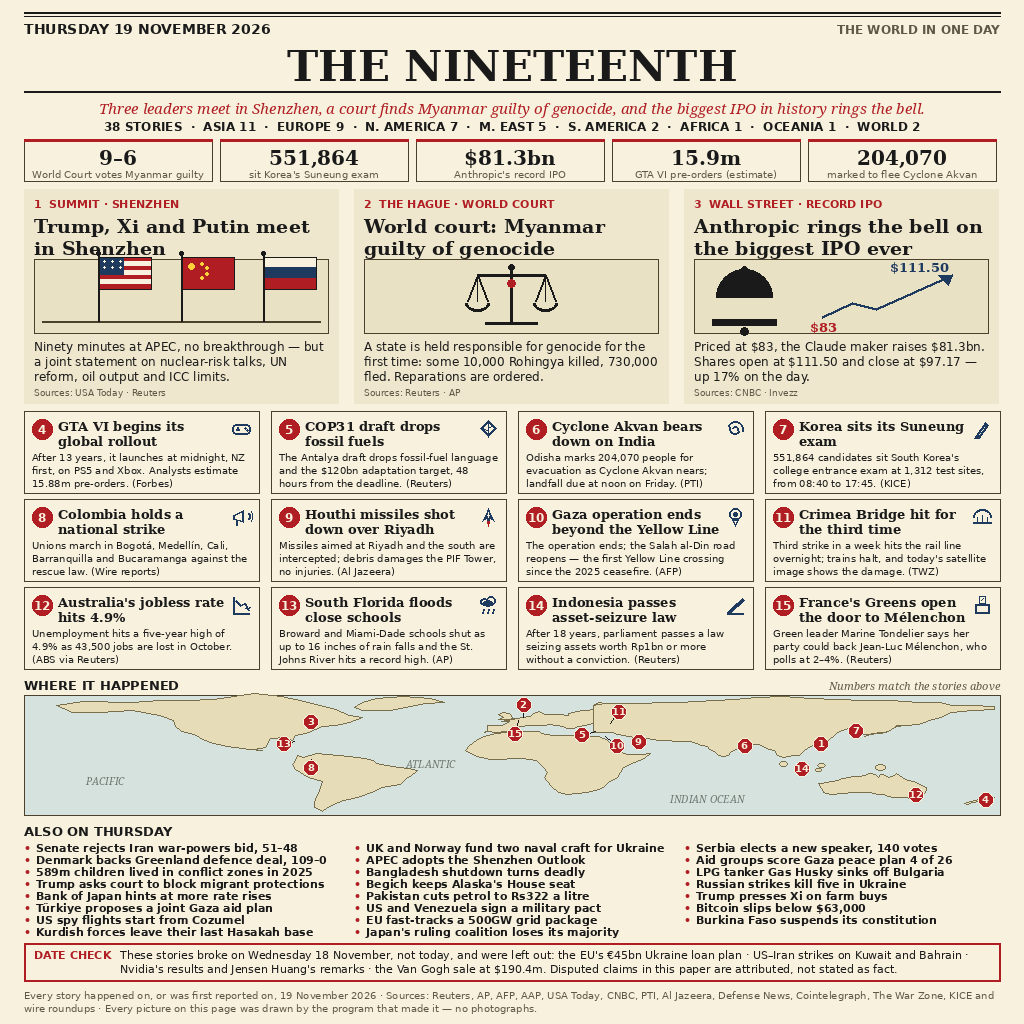 THURSDAY 19 NOVEMBER 2026
THE WORLD IN ONE DAY
THE NINETEENTH
Three leaders meet in Shenzhen, a court finds Myanmar guilty of genocide, and the biggest IPO in history rings the bell.
38 STORIES · ASIA 11 · EUROPE 9 · N. AMERICA 7 · M. EAST 5 · S. AMERICA 2 · AFRICA 1 · OCEANIA 1 · WORLD 2
9–6
World Court votes Myanmar guilty
551,864
sit Korea's Suneung exam
$81.3bn
Anthropic's record IPO
15.9m
GTA VI pre-orders (estimate)
204,070
marked to flee Cyclone Akvan
1 SUMMIT · SHENZHEN
Trump, Xi and Putin meet
in Shenzhen
Ninety minutes at APEC, no breakthrough — but
a joint statement on nuclear-risk talks, UN
reform, oil output and ICC limits.
Sources: USA Today · Reuters
2 THE HAGUE · WORLD COURT
World court: Myanmar
guilty of genocide
A state is held responsible for genocide for the
first time: some 10,000 Rohingya killed, 730,000
fled. Reparations are ordered.
Sources: Reuters · AP
3 WALL STREET · RECORD IPO
Anthropic rings the bell on
the biggest IPO ever
$111.50
$83
Priced at $83, the Claude maker raises $81.3bn.
Shares open at $111.50 and close at $97.17 —
up 17% on the day.
Sources: CNBC · Invezz
4 GTA VI begins its
global rollout
After 13 years, it launches at midnight, NZ
first, on PS5 and Xbox. Analysts estimate
15.88m pre-orders. (Forbes)
5 COP31 draft drops
fossil fuels
The Antalya draft drops fossil-fuel language
and the $120bn adaptation target, 48
hours from the deadline. (Reuters)
6 Cyclone Akvan bears
down on India
Odisha marks 204,070 people for
evacuation as Cyclone Akvan nears;
landfall due at noon on Friday. (PTI)
7 Korea sits its Suneung
exam
551,864 candidates sit South Korea's
college entrance exam at 1,312 test sites,
from 08:40 to 17:45. (KICE)
8 Colombia holds a
national strike
Unions march in Bogotá, Medellín, Cali,
Barranquilla and Bucaramanga against the
rescue law. (Wire reports)
9 Houthi missiles shot
down over Riyadh
Missiles aimed at Riyadh and the south are
intercepted; debris damages the PIF Tower,
no injuries. (Al Jazeera)
10 Gaza operation ends
beyond the Yellow Line
The operation ends; the Salah al-Din road
reopens — the first Yellow Line crossing
since the 2025 ceasefire. (AFP)
11 Crimea Bridge hit for
the third time
Third strike in a week hits the rail line
overnight; trains halt, and today's satellite
image shows the damage. (TWZ)
12 Australia's jobless rate
hits 4.9%
Unemployment hits a five-year high of
4.9% as 43,500 jobs are lost in October.
(ABS via Reuters)
13 South Florida floods
close schools
Broward and Miami-Dade schools shut as
up to 16 inches of rain falls and the St.
Johns River hits a record high. (AP)
14 Indonesia passes
asset-seizure law
After 18 years, parliament passes a law
seizing assets worth Rp1bn or more
without a conviction. (Reuters)
15 France's Greens open
the door to Mélenchon
Green leader Marine Tondelier says her
party could back Jean-Luc Mélenchon, who
polls at 2–4%. (Reuters)
WHERE IT HAPPENED
Numbers match the stories above
2
11
3
7
15
5
13
10
9
6
1
8
14
12
4
ATLANTIC
PACIFIC
INDIAN OCEAN
ALSO ON THURSDAY
• Senate rejects Iran war-powers bid, 51–48
• Denmark backs Greenland defence deal, 109–0
• 589m children lived in conflict zones in 2025
• Trump asks court to block migrant protections
• Bank of Japan hints at more rate rises
• Türkiye proposes a joint Gaza aid plan
• US spy flights start from Cozumel
• Kurdish forces leave their last Hasakah base
• UK and Norway fund two naval craft for Ukraine
• APEC adopts the Shenzhen Outlook
• Bangladesh shutdown turns deadly
• Begich keeps Alaska's House seat
• Pakistan cuts petrol to Rs322 a litre
• US and Venezuela sign a military pact
• EU fast-tracks a 500GW grid package
• Japan's ruling coalition loses its majority
• Serbia elects a new speaker, 140 votes
• Aid groups score Gaza peace plan 4 of 26
• LPG tanker Gas Husky sinks off Bulgaria
• Russian strikes kill five in Ukraine
• Trump presses Xi on farm buys
• Bitcoin slips below $63,000
• Burkina Faso suspends its constitution
DATE CHECK These stories broke on Wednesday 18 November, not today, and were left out: the EU's €45bn Ukraine loan plan · US–Iran strikes on Kuwait and Bahrain ·
Nvidia's results and Jensen Huang's remarks · the Van Gogh sale at $190.4m. Disputed claims in this paper are attributed, not stated as fact.
Every story happened on, or was first reported on, 19 November 2026 · Sources: Reuters, AP, AFP, AAP, USA Today, CNBC, PTI, Al Jazeera, Defense News, Cointelegraph, The War Zone, KICE and
wire roundups · Every picture on this page was drawn by the program that made it — no photographs.